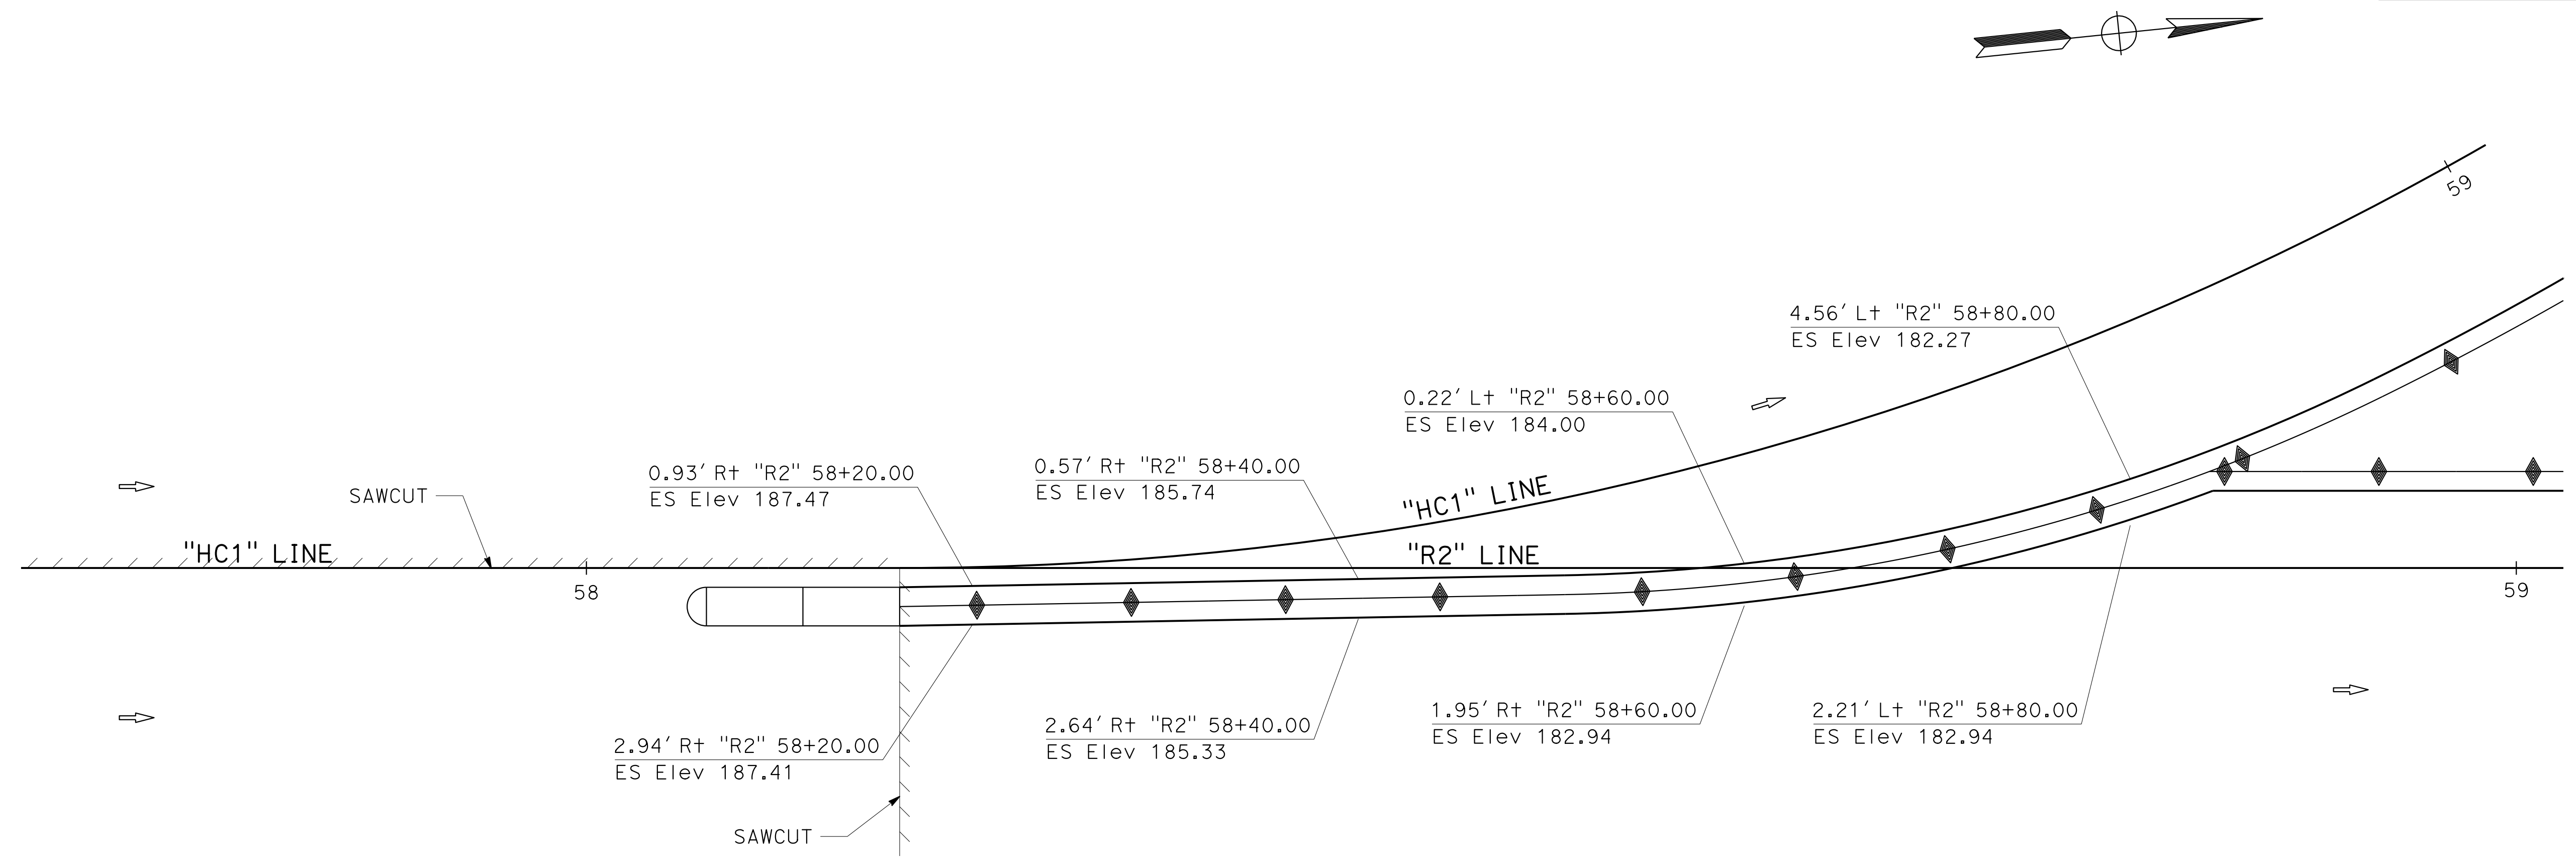 59
4.56' Lt "R2" 58+80.00
ES Elev 182.27
0.22' Lt "R2" 58+60.00
ES Elev 184.00
0.93' Rt "R2" 58+20.00
ES Elev 187.47
0.57' Rt "R2" 58+40.00
ES Elev 185.74
SAWCUT
"HC1" LINE
"HC1" LINE
"R2" LINE
58
59
2.94' Rt "R2" 58+20.00
ES Elev 187.41
2.64' Rt "R2" 58+40.00
ES Elev 185.33
1.95' Rt "R2" 58+60.00
ES Elev 182.94
2.21' Lt "R2" 58+80.00
ES Elev 182.94
SAWCUT